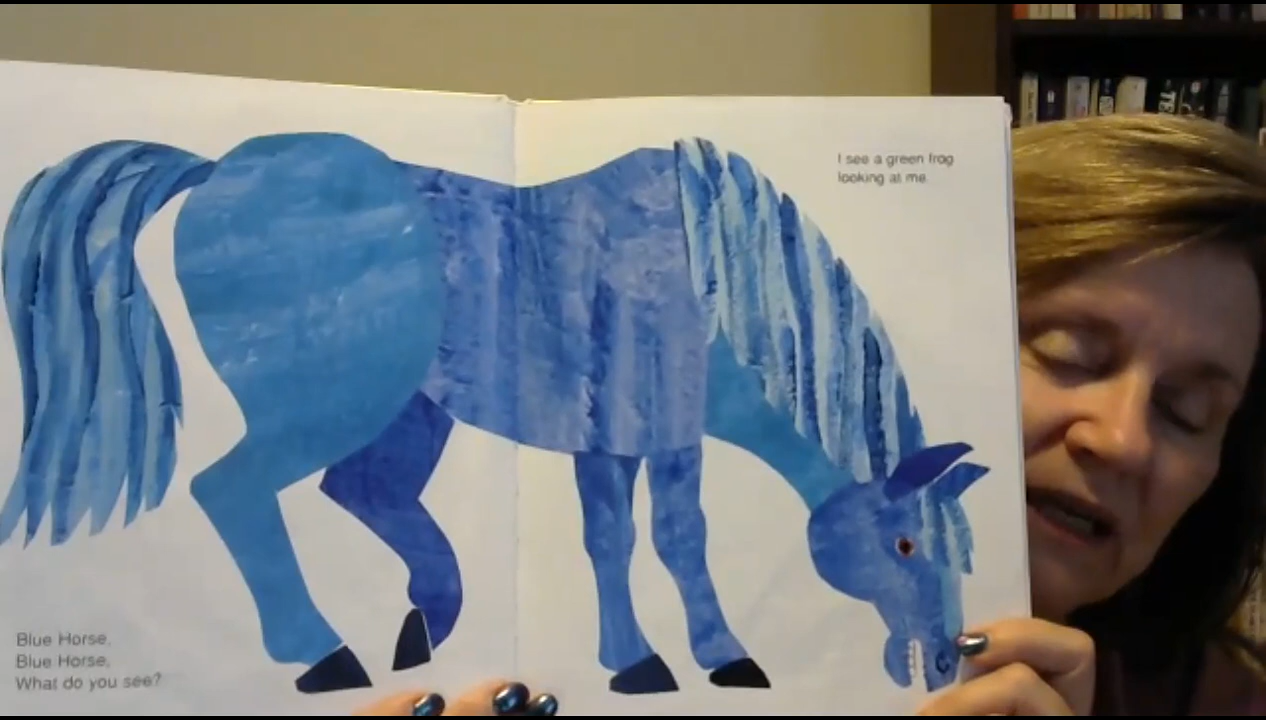 Blue Horse,
Blue Horse,
What do you see?
I see a green frog
looking at me.